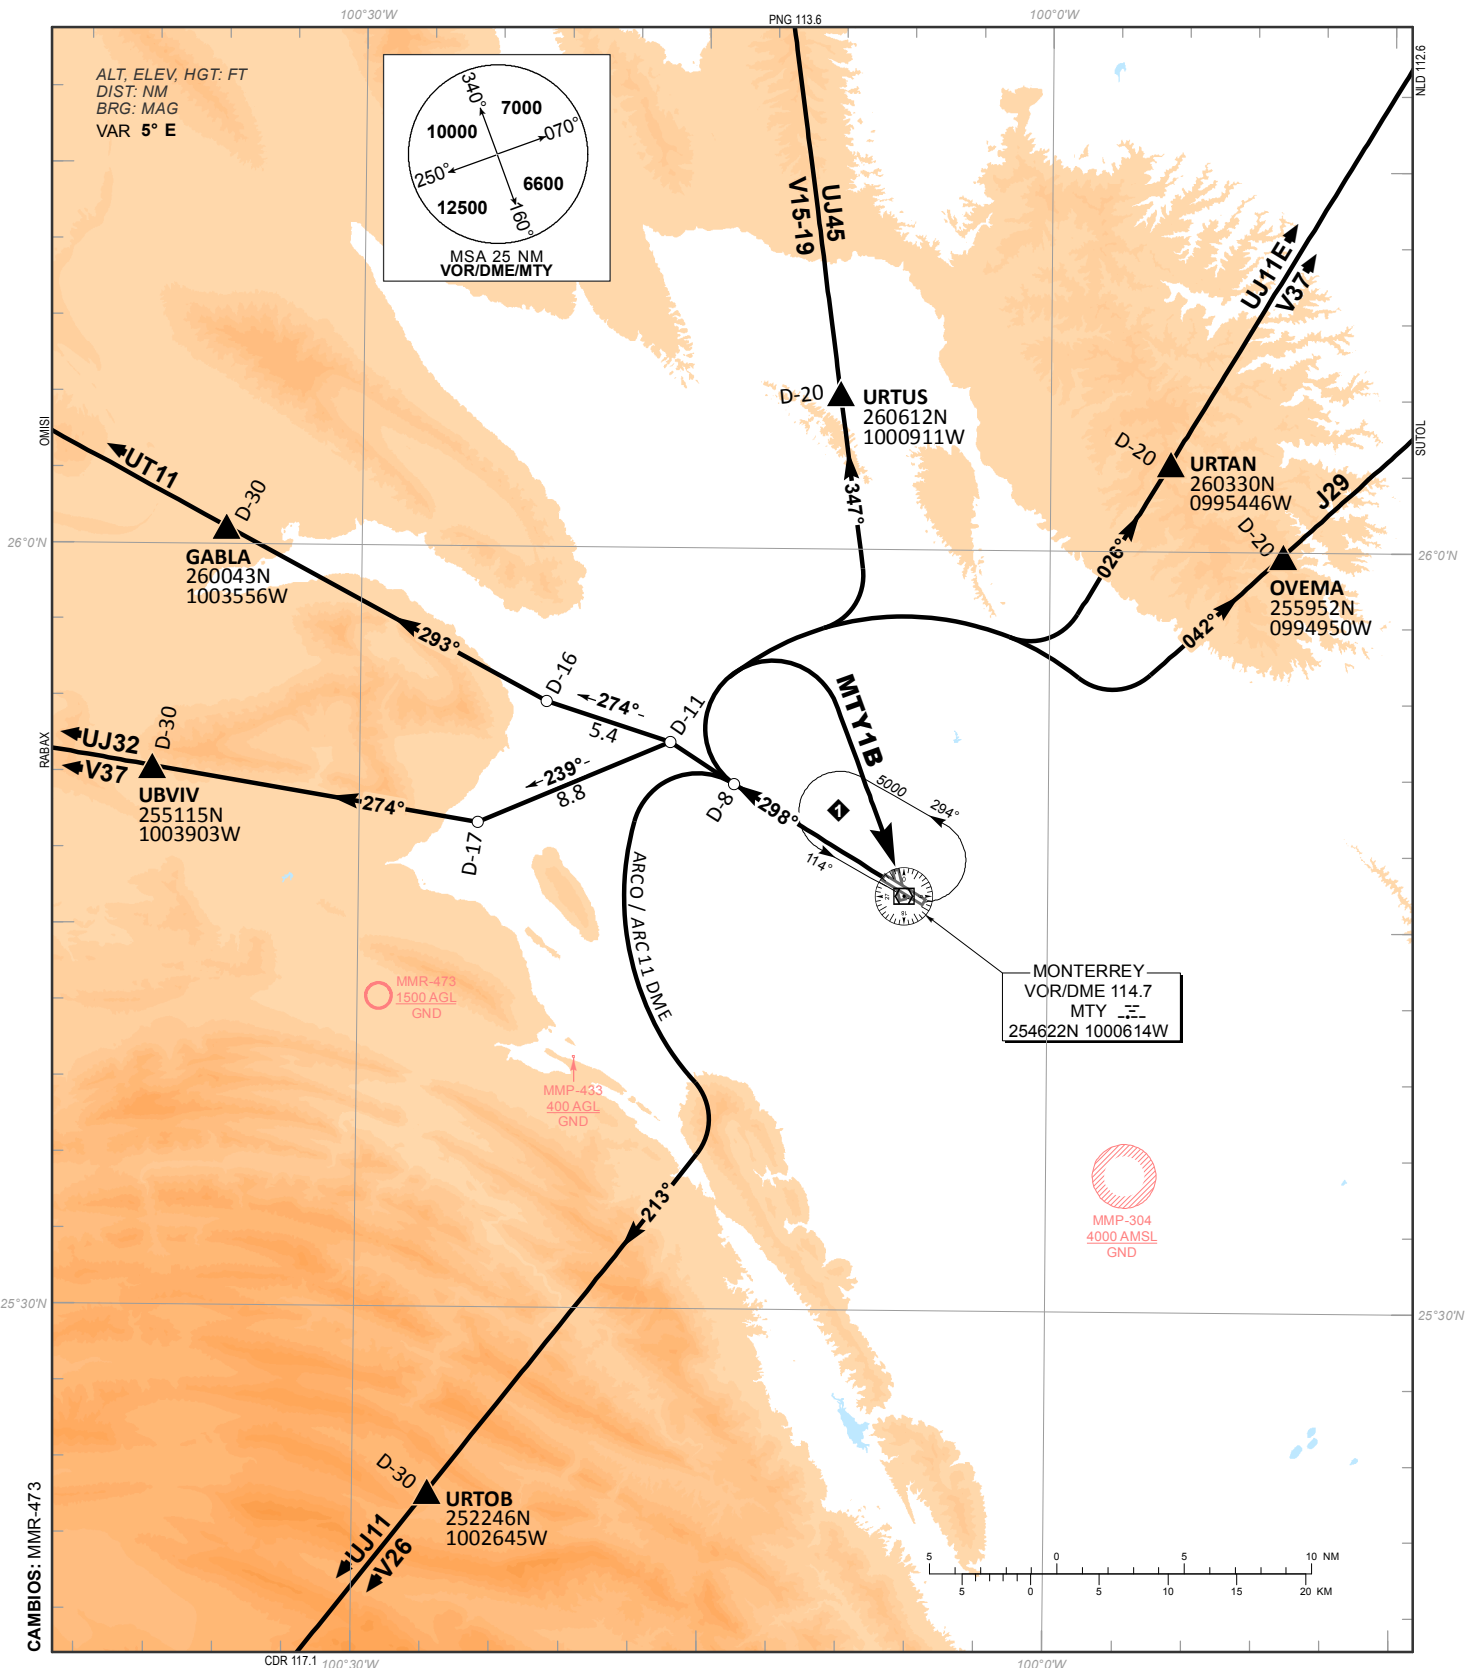 100°30'W
PNG 113.6
100°0'W
NLD 112.6
ALT, ELEV, HGT: FT
DIST: NM
BRG: MAG
VAR 5° E
340°
7000
10000
070°
250°
6600
12500
160°
MSA 25 NM
VOR/DME/MTY
UJ45
V15-19
UJ11E
V37
D-20
URTUS
260612N
1000911W
347°
OMISI
UT11
D-30
GABLA
260043N
1003556W
26°0'N
293°
D-20
URTAN
260330N
0995446W
026°
SUTOL
J29
D-20
OVEMA
255952N
0994950W
042°
26°0'N
D-16
274°
5.4
D-11
MTY1B
RABAX
UJ32
V37
D-30
UBVIV
255115N
1003903W
274°
239°
8.8
D-17
D-8
298°
1
5000
294°
114°
ARCO / ARC11 DME
MONTERREY
VOR/DME 114.7
MTY
254622N 1000614W
MMR-473
1500 AGL
GND
MMP-433
400 AGL
GND
MMP-304
4000 AMSL
GND
213°
25°30'N
25°30'N
D-30
URTOB
252246N
1002645W
UJ11
V26
5 0 5 10 NM
5 0 5 10 15 20 KM
CAMBIOS: MMR-473
CDR 117.1
100°30'W
100°0'W